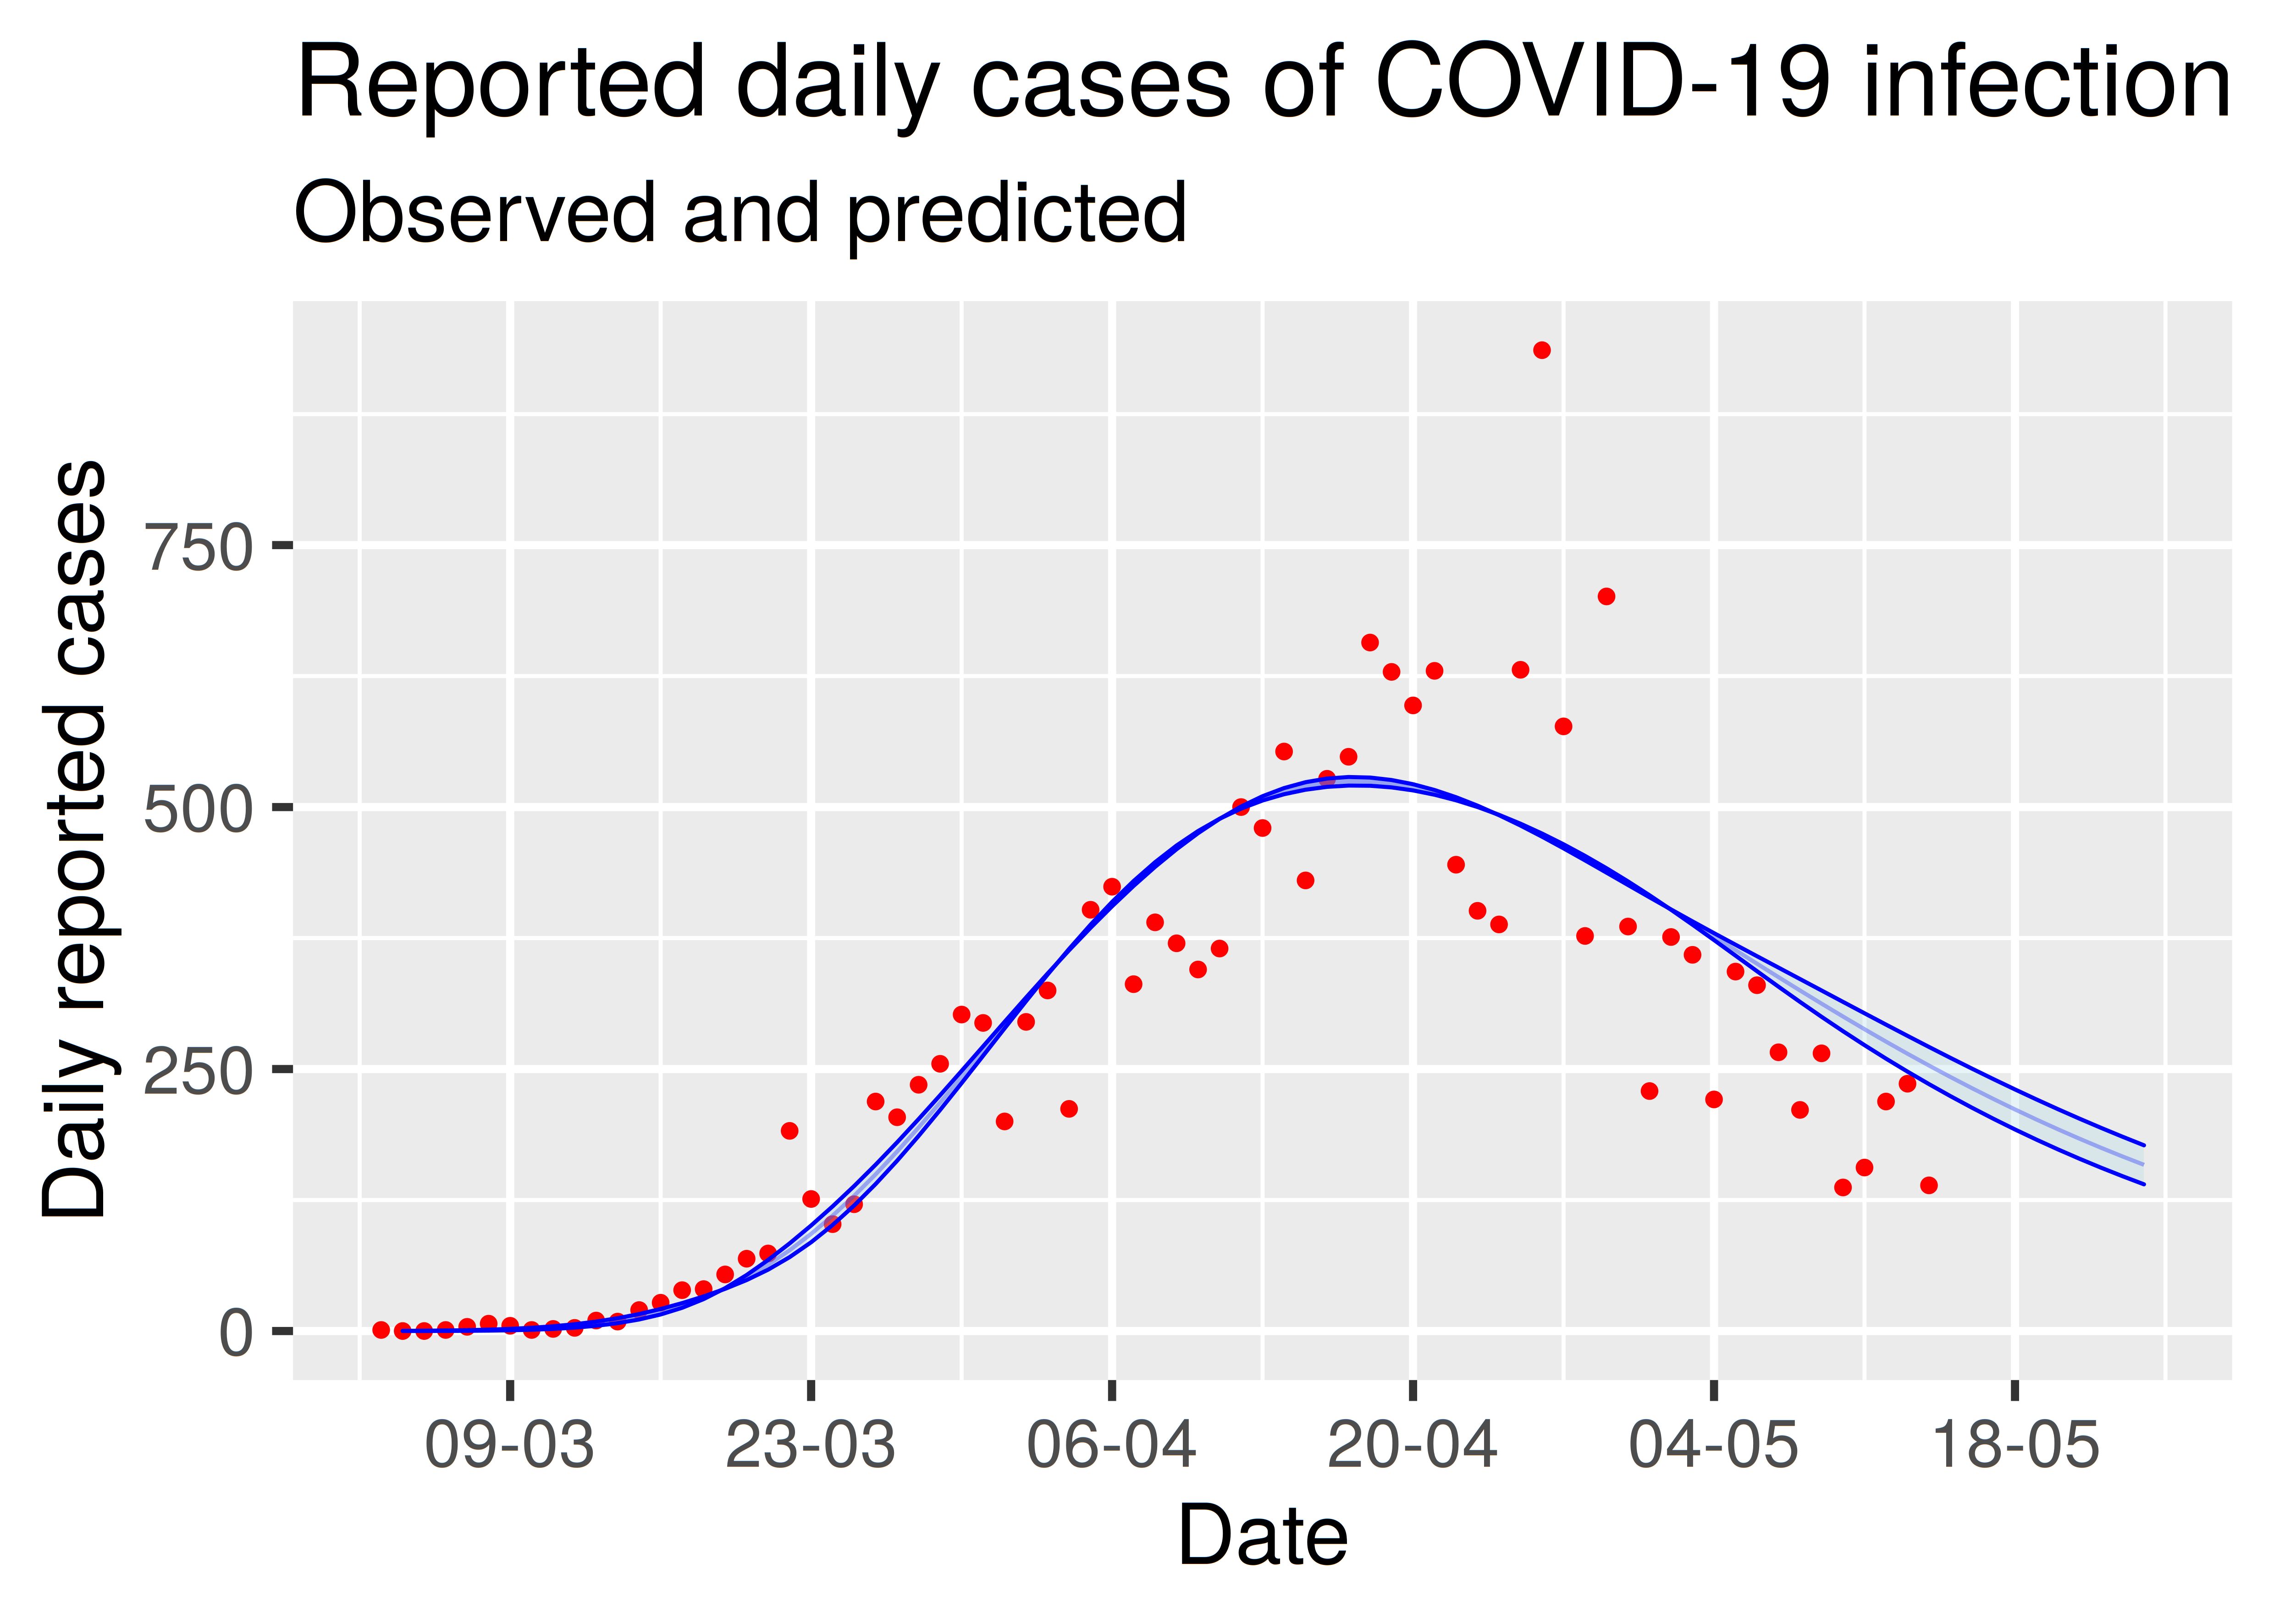 Reported daily cases of COVID-19 infection
Observed and predicted
Daily reported cases
750
500
250
0
09-03 23-03 06-04 20-04 04-05 18-05
Date